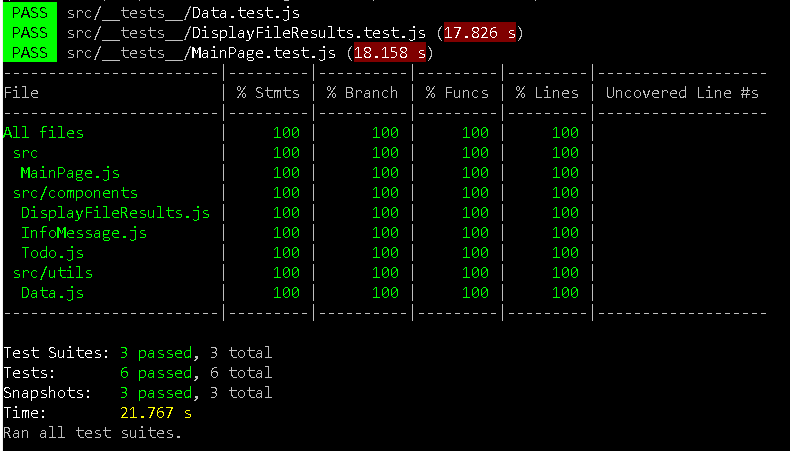 PASS src/__tests__/Data.test.js
PASS src/__tests__/DisplayFileResults.test.js (17.826 s)
PASS src/__tests__/MainPage.test.js (18.158 s)
------------------------|---------|----------|---------|---------|-------------------
File                    | % Stmts | % Branch | % Funcs | % Lines | Uncovered Line #s
------------------------|---------|----------|---------|---------|-------------------
All files               |     100 |      100 |     100 |     100 |
 src                    |     100 |      100 |     100 |     100 |
  MainPage.js           |     100 |      100 |     100 |     100 |
 src/components         |     100 |      100 |     100 |     100 |
  DisplayFileResults.js |     100 |      100 |     100 |     100 |
  InfoMessage.js        |     100 |      100 |     100 |     100 |
  Todo.js               |     100 |      100 |     100 |     100 |
 src/utils              |     100 |      100 |     100 |     100 |
  Data.js               |     100 |      100 |     100 |     100 |
------------------------|---------|----------|---------|---------|-------------------
Test Suites: 3 passed, 3 total
Tests:       6 passed, 6 total
Snapshots:   3 passed, 3 total
Time:        21.767 s
Ran all test suites.